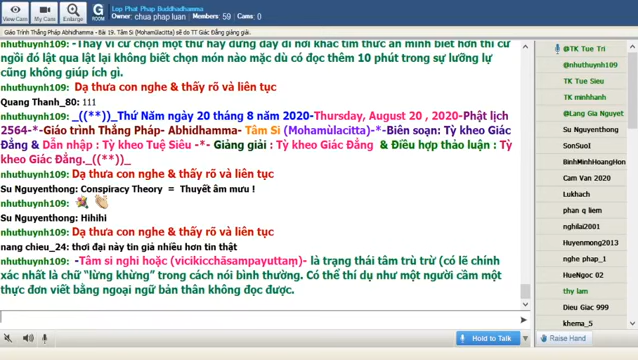 Lop Phat Phap Buddhadhamma
Owner: chua phap luan : Members: 59 : Cams: 0
View Cam
My Cam
Enlarge
G
ROOM
Giáo Trình Thắng Pháp Abhidhamma - Bài 19. Tâm Si (Mohamūlacitta) sẽ do TT Giác Đẳng giảng giải.
nhuthuynh109: -Thay vì cứ chọn một thứ hay đứng dậy đi nơi khác tìm thức ăn mình biết hơn thì cứ
ngồi đó lật qua lật lại không biết chọn món nào mặc dù có đọc thêm 10 phút trong sự lưỡng lự
cũng không giúp ích gì.
nhuthuynh109: Dạ thưa con nghe & thấy rõ và liên tục
Quang Thanh_80: 111
nhuthuynh109: _((**))_Thứ Năm ngày 20 tháng 8 năm 2020-Thursday, August 20 , 2020-Phật lịch
2564-*-Giáo trình Thắng Pháp- Abhidhamma- Tâm Si (Mohamùlacitta)-*-Biên soạn: Tỳ kheo Giác
Đẳng & Dẫn nhập : Tỳ kheo Tuệ Siêu -*- Giảng giải : Tỳ kheo Giác Đẳng & Điều hợp thảo luận : Tỳ
kheo Giác Đẳng._((**))_
nhuthuynh109: Dạ thưa con nghe & thấy rõ và liên tục
Su Nguyenthong: Conspiracy Theory = Thuyết âm mưu !
nhuthuynh109:
Su Nguyenthong: Hihihi
nhuthuynh109: Dạ thưa con nghe & thấy rõ và liên tục
nang chieu_24: thời đại này tin giả nhiều hơn tin thật
nhuthuynh109: -Tâm si nghi hoặc (vicikicchāsampayuttaṃ)- là trạng thái tâm trù trừ (có lẽ chính
xác nhất là chữ “lừng khừng” trong cách nói bình thường. Có thể thí dụ như một người cầm một
thực đơn viết bằng ngoại ngữ bản thân không đọc được.
Hold to Talk
@TK Tue Tri
@nhuthuynh109
TK Tue Sieu
TK minhhanh
@Lang Gia Nguyet
Su Nguyenthong
SonSuoI
BinhMinhHoangHon
Cam Van 2020
Lukhach
phan q liem
nghilai2001
Huyenmong2013
nghe phap_1
HueNgoc 02
thy lam
Dieu Giac 999
khema_5
Raise Hand